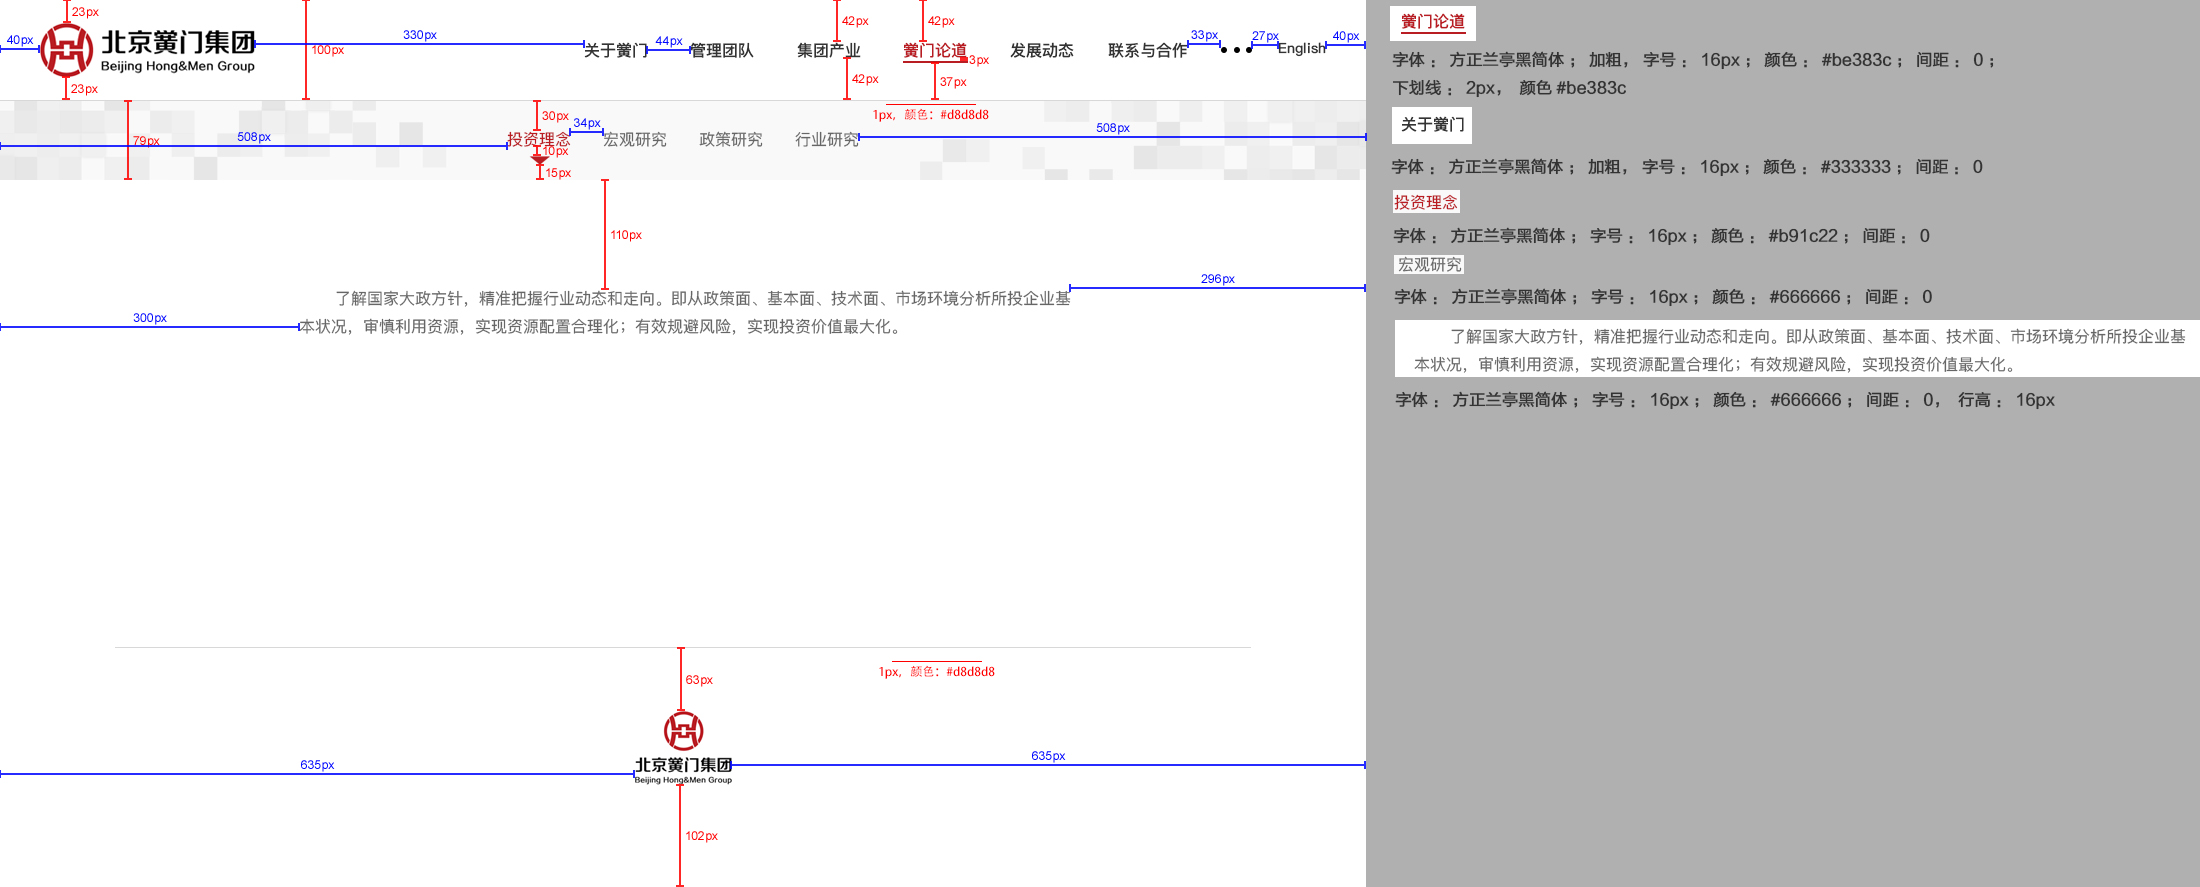 23px
42px
42px
40px
北京黉门集团
Beijing Hong&Men Group
330px
100px
关于黉门
44px
管理团队
集团产业
黉门论道
3px
发展动态
联系与合作
33px
27px
English
40px
23px
42px
37px
1px，颜色：#d8d8d8
79px
508px
30px
投资理念
10px
15px
34px
宏观研究
政策研究
行业研究
508px
110px
296px
300px
了解国家大政方针，精准把握行业动态和走向。即从政策面、基本面、技术面、市场环境分析所投企业基
本状况，审慎利用资源，实现资源配置合理化；有效规避风险，实现投资价值最大化。
63px
1px，颜色：#d8d8d8
635px
北京黉门集团
Beijing Hong&Men Group
635px
102px
黉门论道
字体： 方正兰亭黑简体； 加粗， 字号： 16px； 颜色： #be383c； 间距： 0；
下划线： 2px， 颜色 #be383c
关于黉门
字体： 方正兰亭黑简体； 加粗， 字号： 16px； 颜色： #333333； 间距： 0
投资理念
字体： 方正兰亭黑简体； 字号： 16px； 颜色： #b91c22； 间距： 0
宏观研究
字体： 方正兰亭黑简体； 字号： 16px； 颜色： #666666； 间距： 0
了解国家大政方针，精准把握行业动态和走向。即从政策面、基本面、技术面、市场环境分析所投企业基
本状况，审慎利用资源，实现资源配置合理化；有效规避风险，实现投资价值最大化。
字体： 方正兰亭黑简体； 字号： 16px； 颜色： #666666； 间距： 0， 行高： 16px